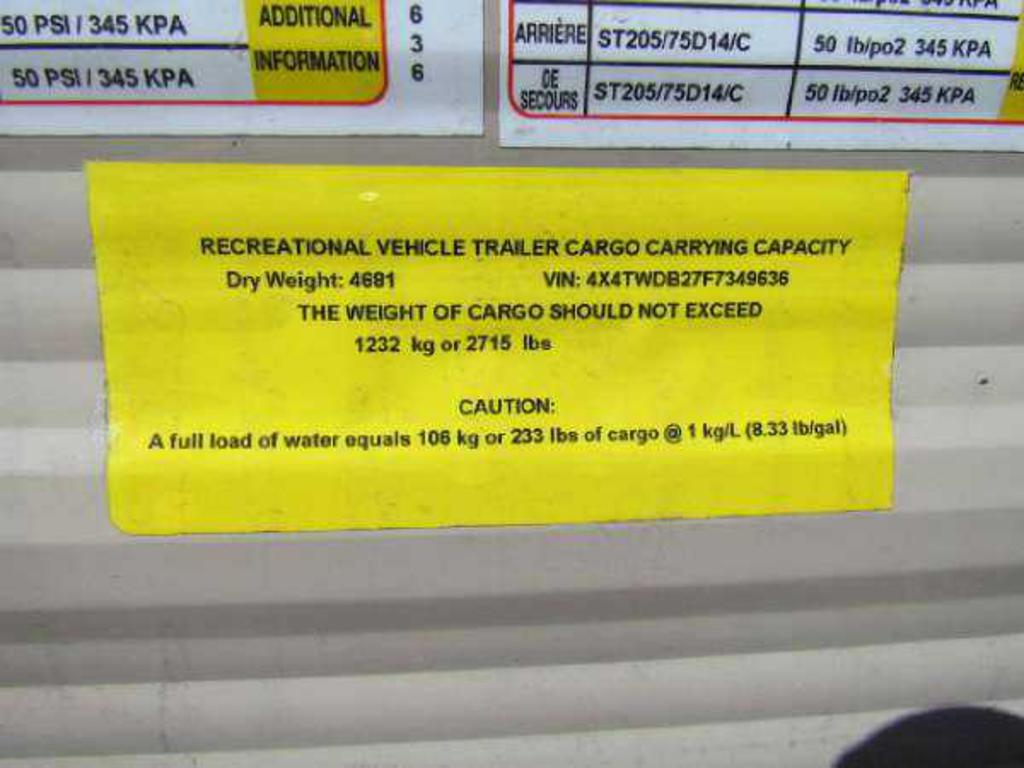 50 PSI / 345 KPA
50 PSI / 345 KPA
ADDITIONAL
INFORMATION
6
3
6
345 KPA
ARRIÈRE ST205/75D14/C 50 lb/po2 345 KPA
DE SECOURS ST205/75D14/C 50 lb/po2 345 KPA
RECREATIONAL VEHICLE TRAILER CARGO CARRYING CAPACITY
Dry Weight: 4681 VIN: 4X4TWDB27F7349636
THE WEIGHT OF CARGO SHOULD NOT EXCEED
1232 kg or 2715 lbs
CAUTION:
A full load of water equals 106 kg or 233 lbs of cargo @ 1 kg/L (8.33 lb/gal)